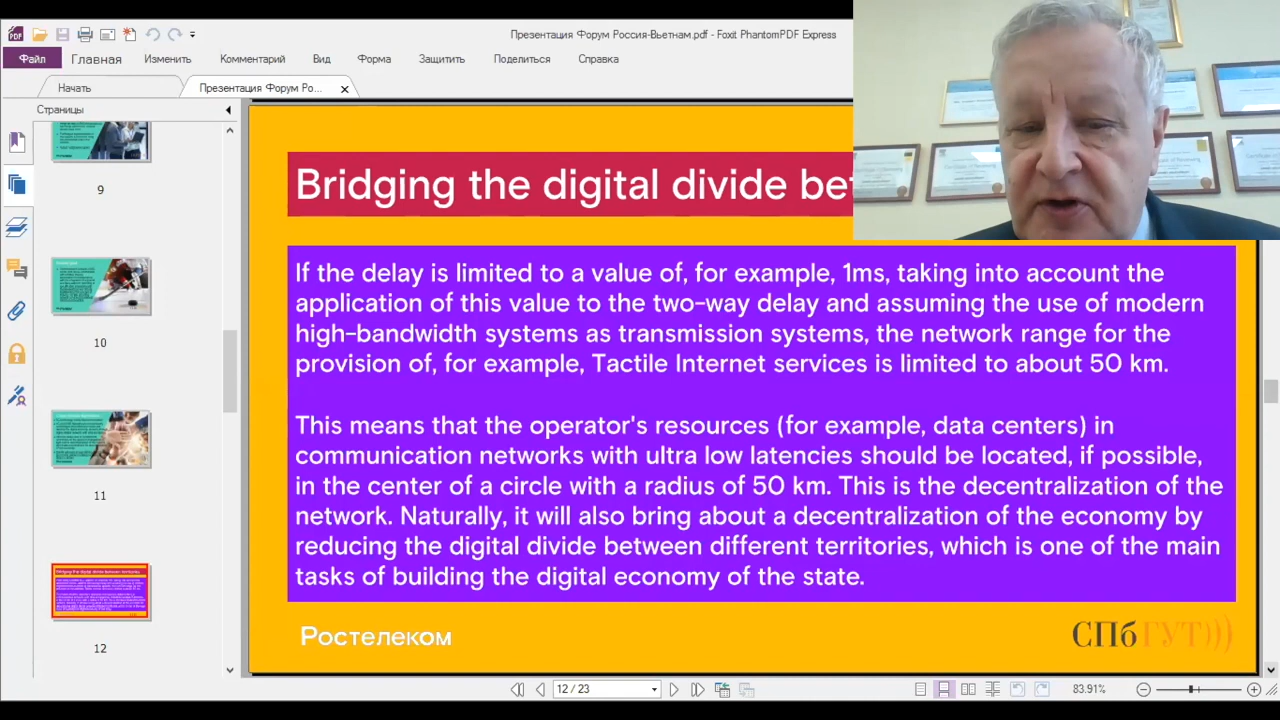 Презентация Форум Россия-Вьетнам.pdf - Foxit PhantomPDF Express
Файл Главная Изменить Комментарий Вид Форма Защитить Поделиться Справка
Начать Презентация Форум Ро...
Страницы
9
10
11
12
Bridging the digital divide
If the delay is limited to a value of, for example, 1ms, taking into account the
application of this value to the two-way delay and assuming the use of modern
high-bandwidth systems as transmission systems, the network range for the
provision of, for example, Tactile Internet services is limited to about 50 km.
This means that the operator's resources (for example, data centers) in
communication networks with ultra low latencies should be located, if possible,
in the center of a circle with a radius of 50 km. This is the decentralization of the
network. Naturally, it will also bring about a decentralization of the economy by
reducing the digital divide between different territories, which is one of the main
tasks of building the digital economy of the state.
Ростелеком
СПбГУТ)))
12 / 23
83.91%